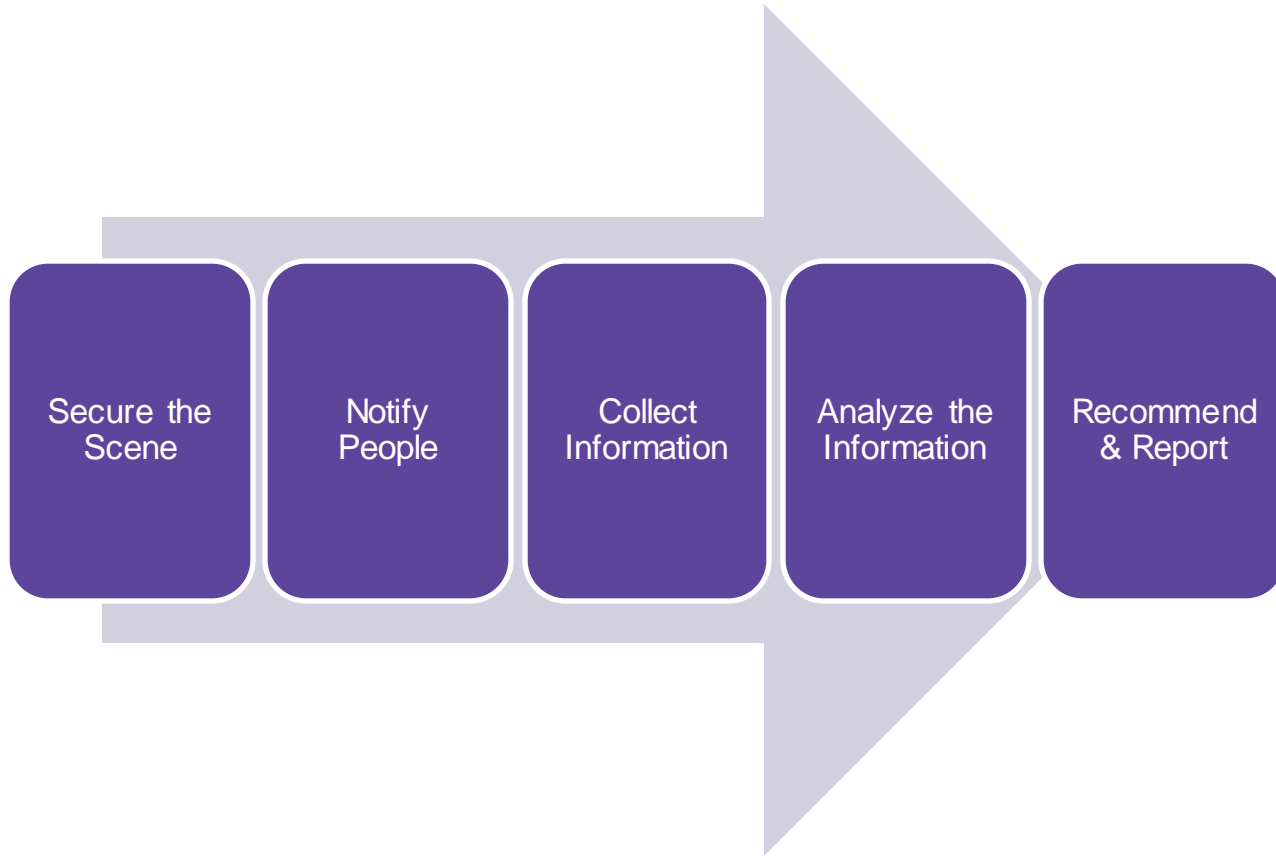 Secure the
Scene
Notify
People
Collect
Information
Analyze the
Information
Recommend
& Report